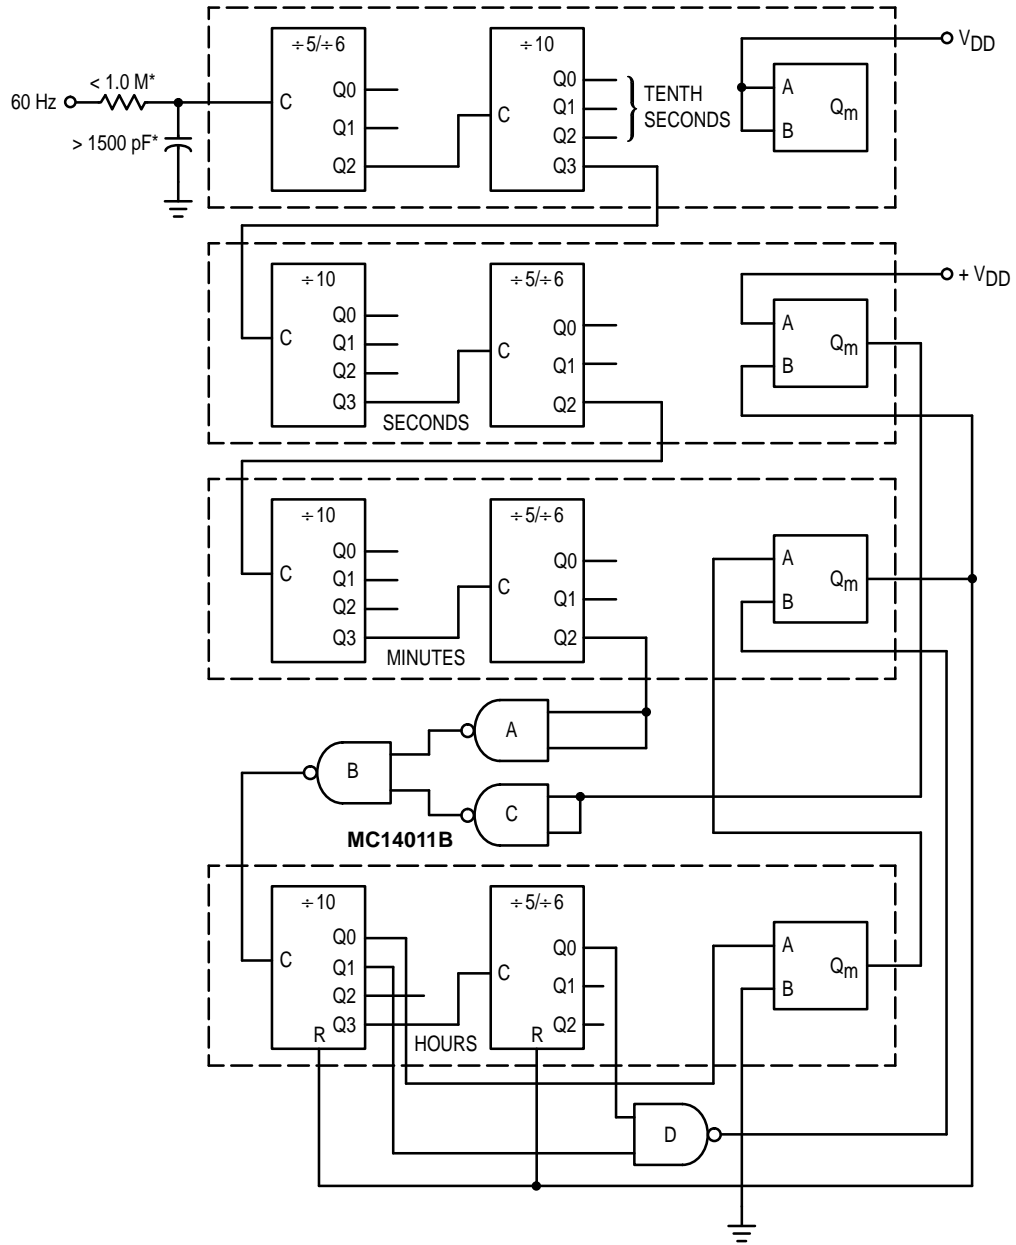 ÷5/÷6
C
Q0
Q1
Q2
÷10
C
Q0
Q1
Q2
Q3
TENTH
SECONDS
VDD
A
B
Qm
60 Hz
< 1.0 M*
> 1500 pF*
÷10
C
Q0
Q1
Q2
Q3
SECONDS
÷5/÷6
C
Q0
Q1
Q2
+ VDD
A
B
Qm
÷10
C
Q0
Q1
Q2
Q3
MINUTES
÷5/÷6
C
Q0
Q1
Q2
A
B
Qm
A
B
C
MC14011B
÷10
C
Q0
Q1
Q2
Q3
R
HOURS
÷5/÷6
C
Q0
Q1
Q2
R
A
B
Qm
D